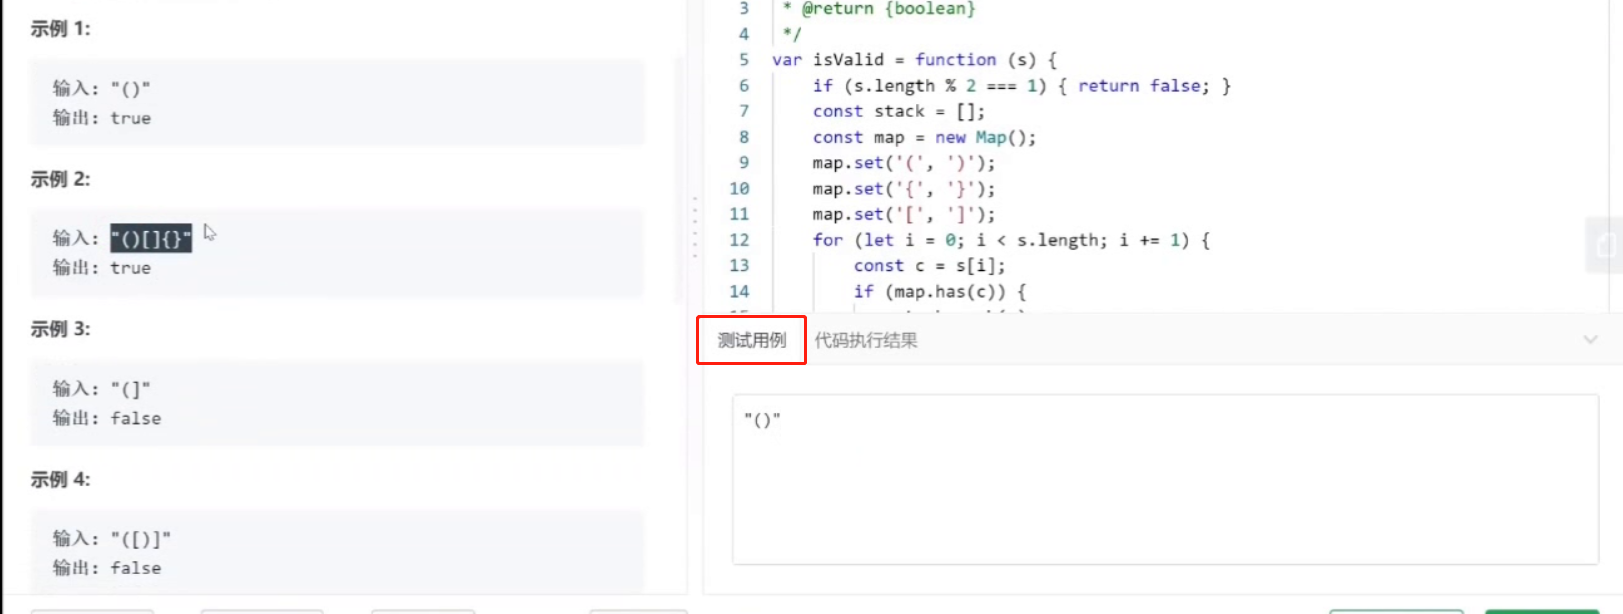 示例 1:
输入: "()"
输出: true
示例 2:
输入: "()[]{}"
输出: true
示例 3:
输入: "(]"
输出: false
示例 4:
输入: "([)]"
输出: false
3 * @return {boolean}
4 */
5 var isValid = function (s) {
6 if (s.length % 2 === 1) { return false; }
7 const stack = [];
8 const map = new Map();
9 map.set('(', ')');
10 map.set('{', '}');
11 map.set('[', ']');
12 for (let i = 0; i < s.length; i += 1) {
13 const c = s[i];
14 if (map.has(c)) {
测试用例 代码执行结果
"()"